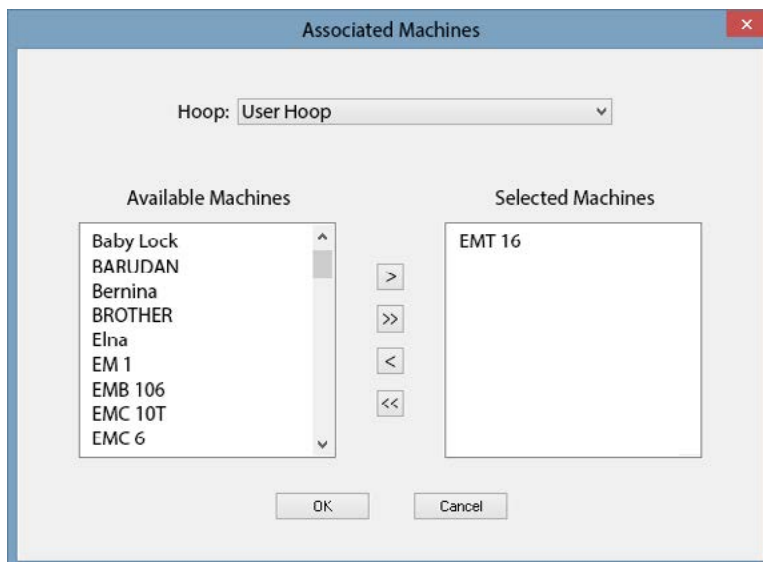 Associated Machines
Hoop: User Hoop
Available Machines
Baby Lock
BARUDAN
Bernina
BROTHER
Elna
EM 1
EMB 106
EMC 10T
EMC 6
>
>>
<
<<
Selected Machines
EMT 16
OK
Cancel